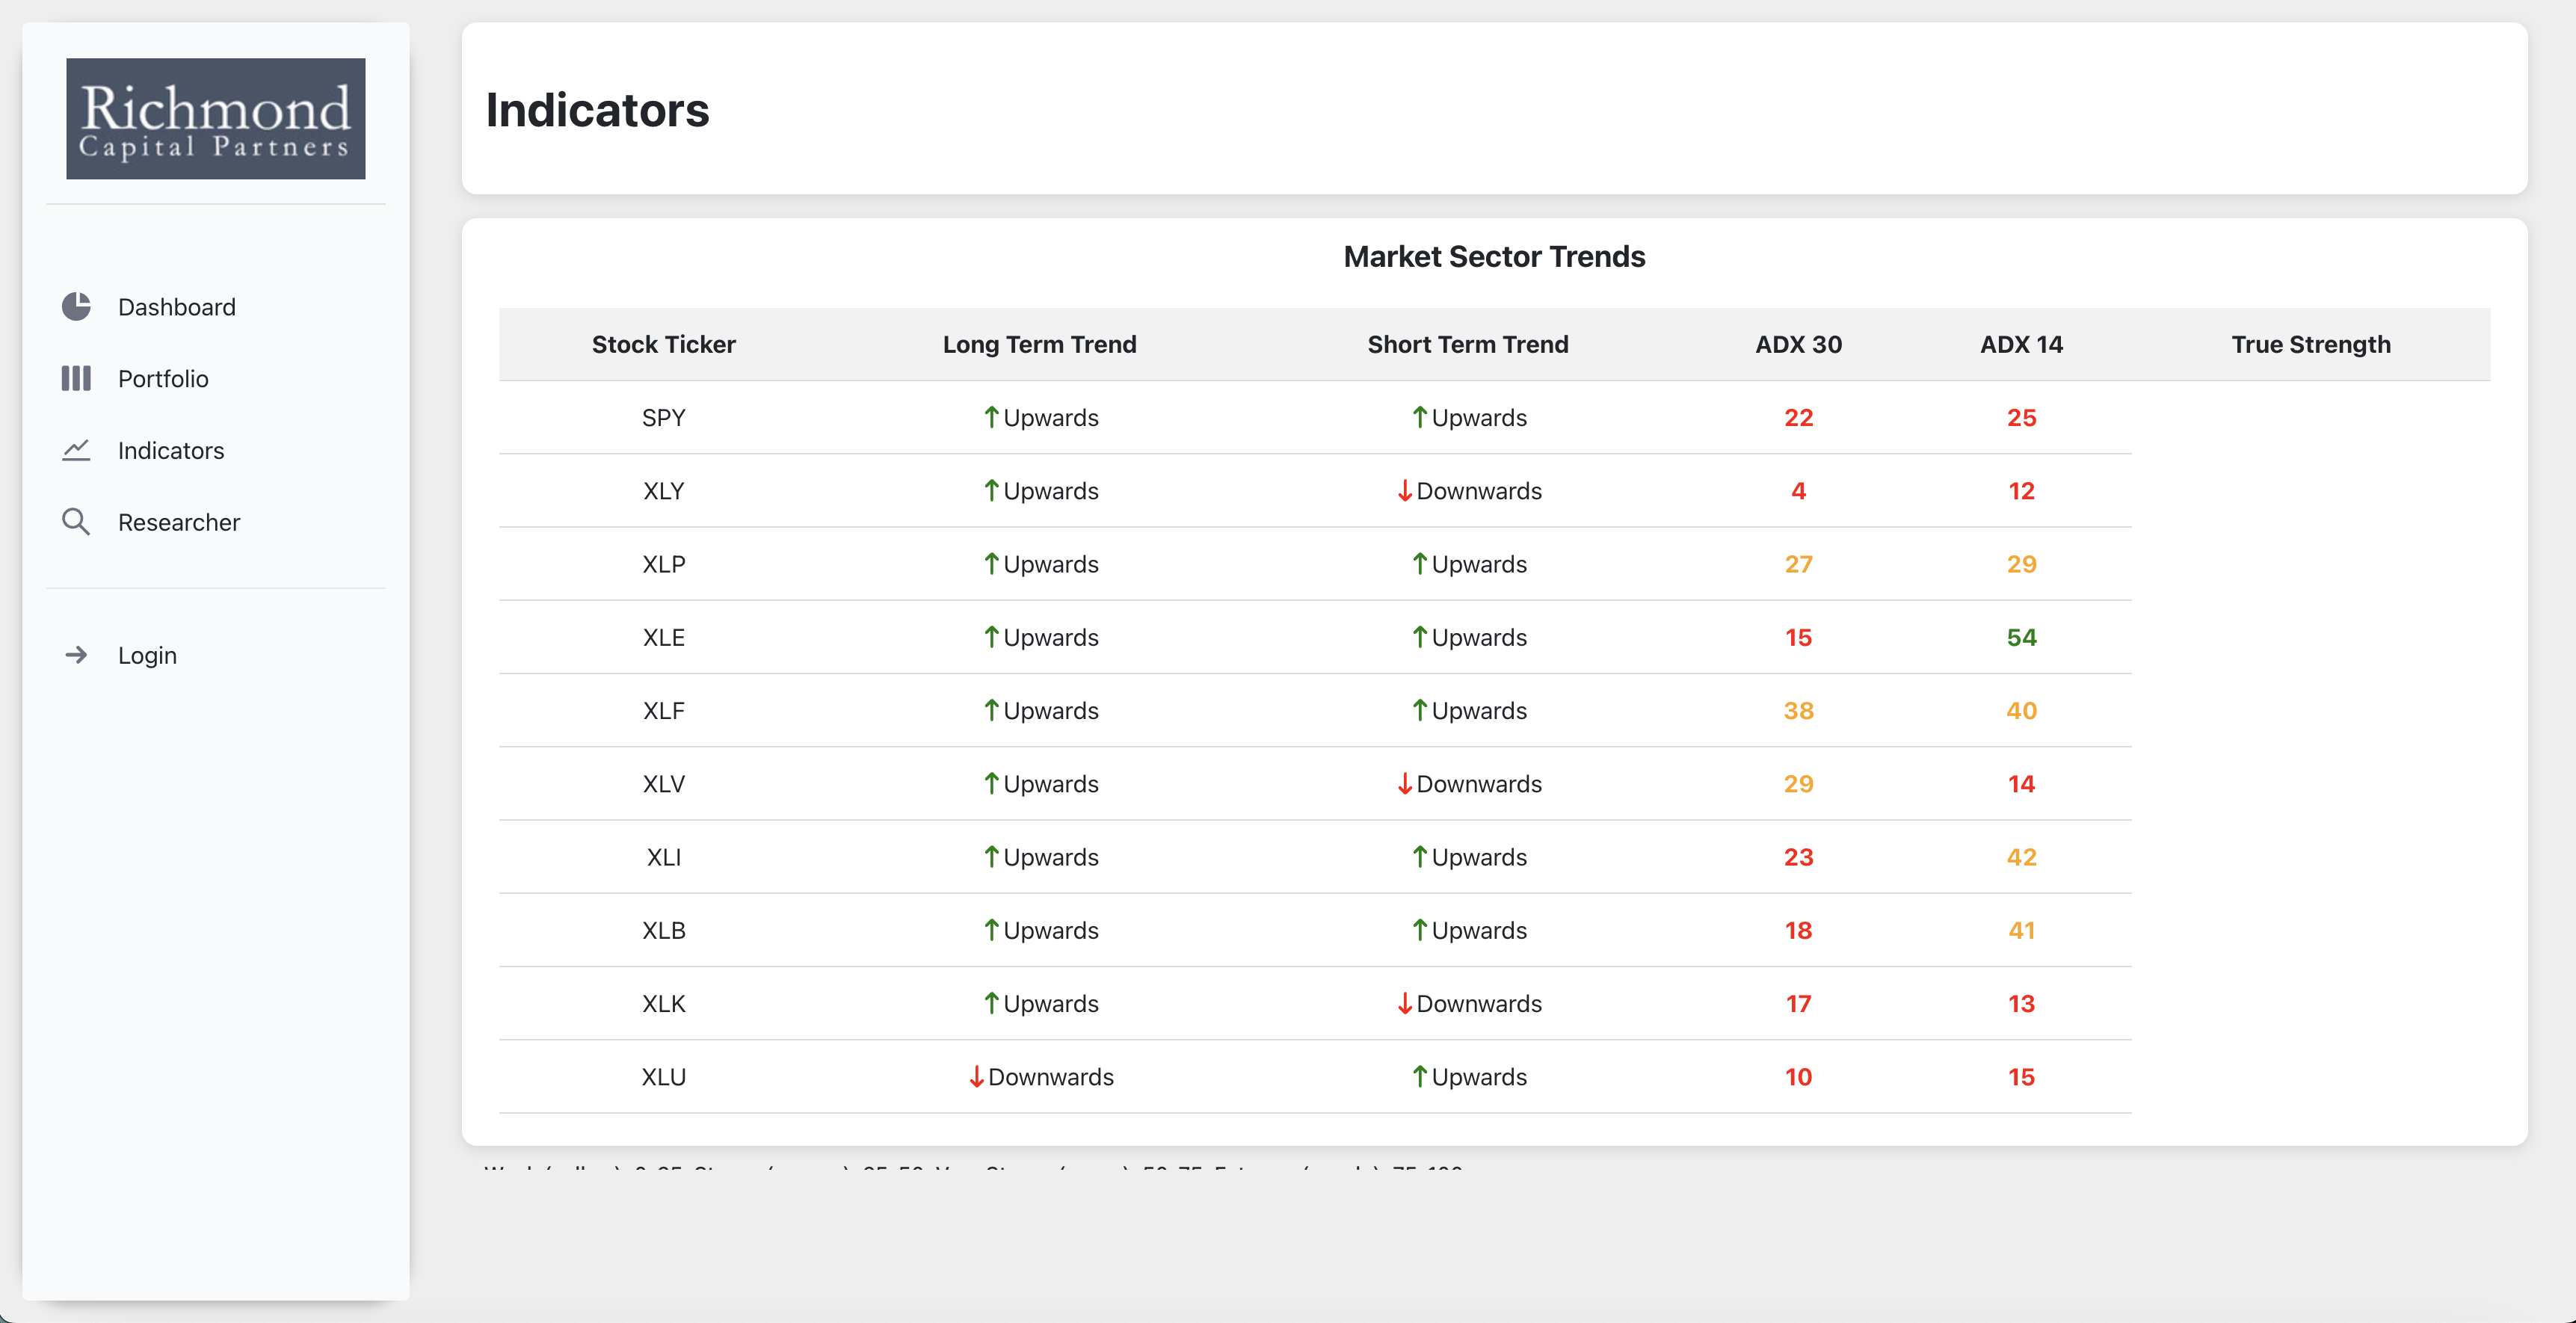 Richmond
Capital Partners
Dashboard
Portfolio
Indicators
Researcher
Login
Indicators
Market Sector Trends
Stock Ticker Long Term Trend Short Term Trend ADX 30 ADX 14 True Strength
SPY ↑Upwards ↑Upwards 22 25
XLY ↑Upwards ↓Downwards 4 12
XLP ↑Upwards ↑Upwards 27 29
XLE ↑Upwards ↑Upwards 15 54
XLF ↑Upwards ↑Upwards 38 40
XLV ↑Upwards ↓Downwards 29 14
XLI ↑Upwards ↑Upwards 23 42
XLB ↑Upwards ↑Upwards 18 41
XLK ↑Upwards ↓Downwards 17 13
XLU ↓Downwards ↑Upwards 10 15